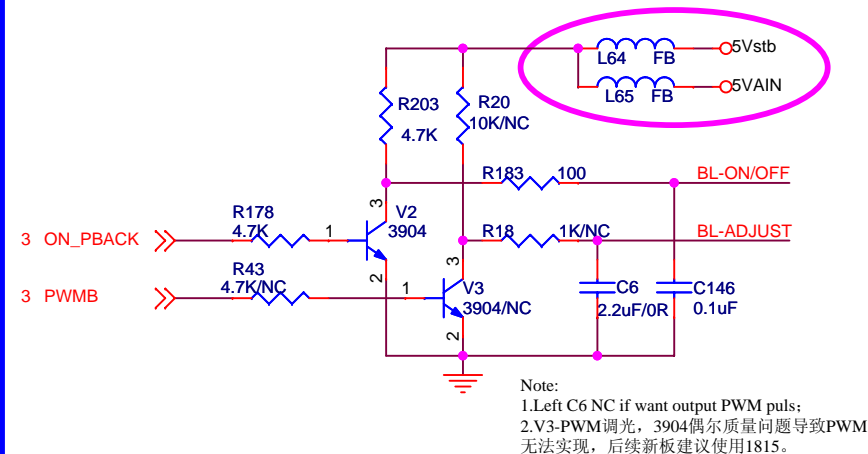 L64 FB 5Vstb
L65 FB 5VAIN
R203
4.7K
R20
10K/NC
R183 100 BL-ON/OFF
R178
4.7K
3 ON_PBACK
1
3
V2
3904
2
R18 1K/NC BL-ADJUST
R43
4.7K/NC
3 PWMB
1
3
V3
3904/NC
2
C6
2.2uF/0R
C146
0.1uF
Note:
1.Left C6 NC if want output PWM puls;
2.V3-PWM调光，3904偶尔质量问题导致PWM
无法实现，后续新板建议使用1815。